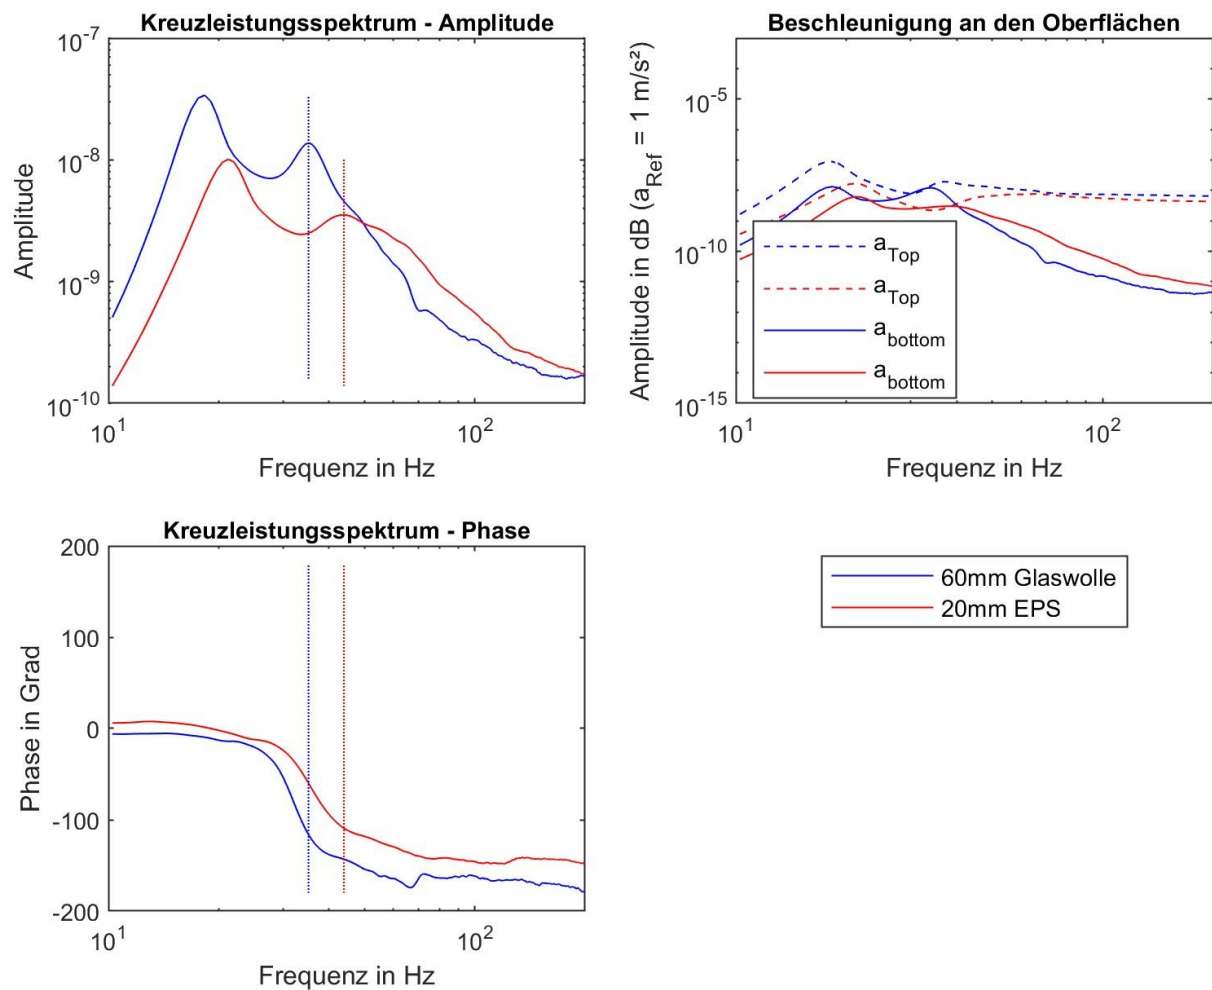 Kreuzleistungsspektrum - Amplitude
10^-7
10^-8
10^-9
10^-10
Amplitude
10^1
10^2
Frequenz in Hz
Beschleunigung an den Oberflächen
10^-5
10^-10
10^-15
Amplitude in dB (a_Ref = 1 m/s²)
a_Top
a_Top
a_bottom
a_bottom
10^1
10^2
Frequenz in Hz
Kreuzleistungsspektrum - Phase
200
100
0
-100
-200
Phase in Grad
10^1
10^2
Frequenz in Hz
60mm Glaswolle
20mm EPS